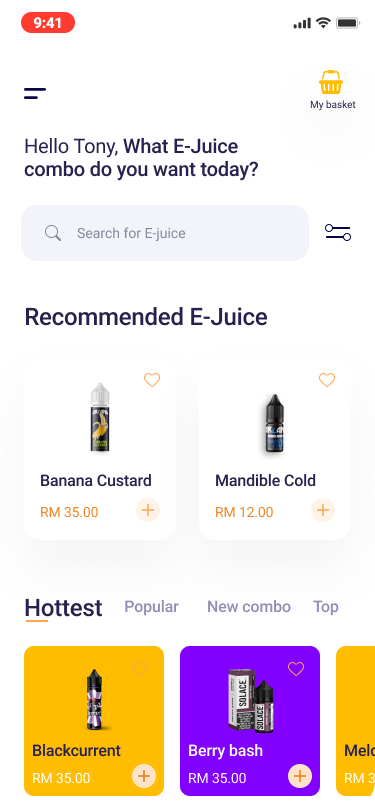 9:41
My basket
Hello Tony, What E-Juice
combo do you want today?
Search for E-juice
Recommended E-Juice
Banana Custard
Mandible Cold
RM 35.00
RM 12.00
Hottest
Popular
New combo
Top
SOLACE
SOLACE
Blackcurrent
Berry bash
Melo
RM 35.00
RM 35.00
RM 3